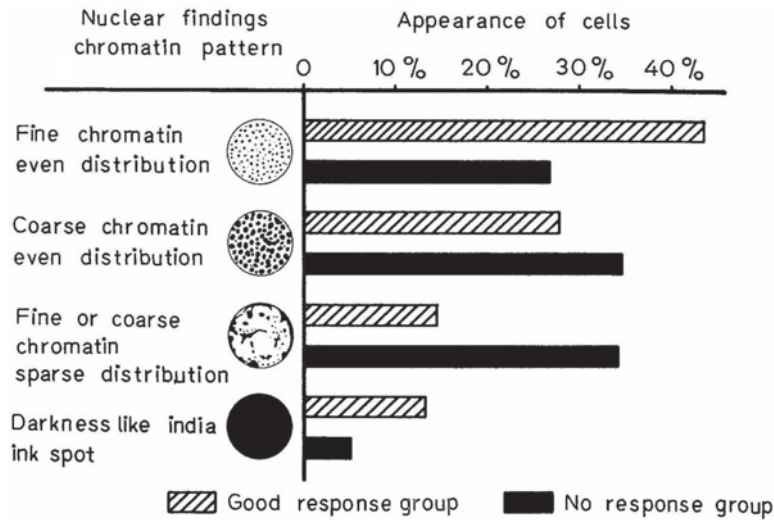 Nuclear findings
chromatin pattern
Appearance of cells
0 10% 20% 30% 40%
Fine chromatin
even distribution
Coarse chromatin
even distribution
Fine or coarse
chromatin
sparse distribution
Darkness like india
ink spot
Good response group
No response group